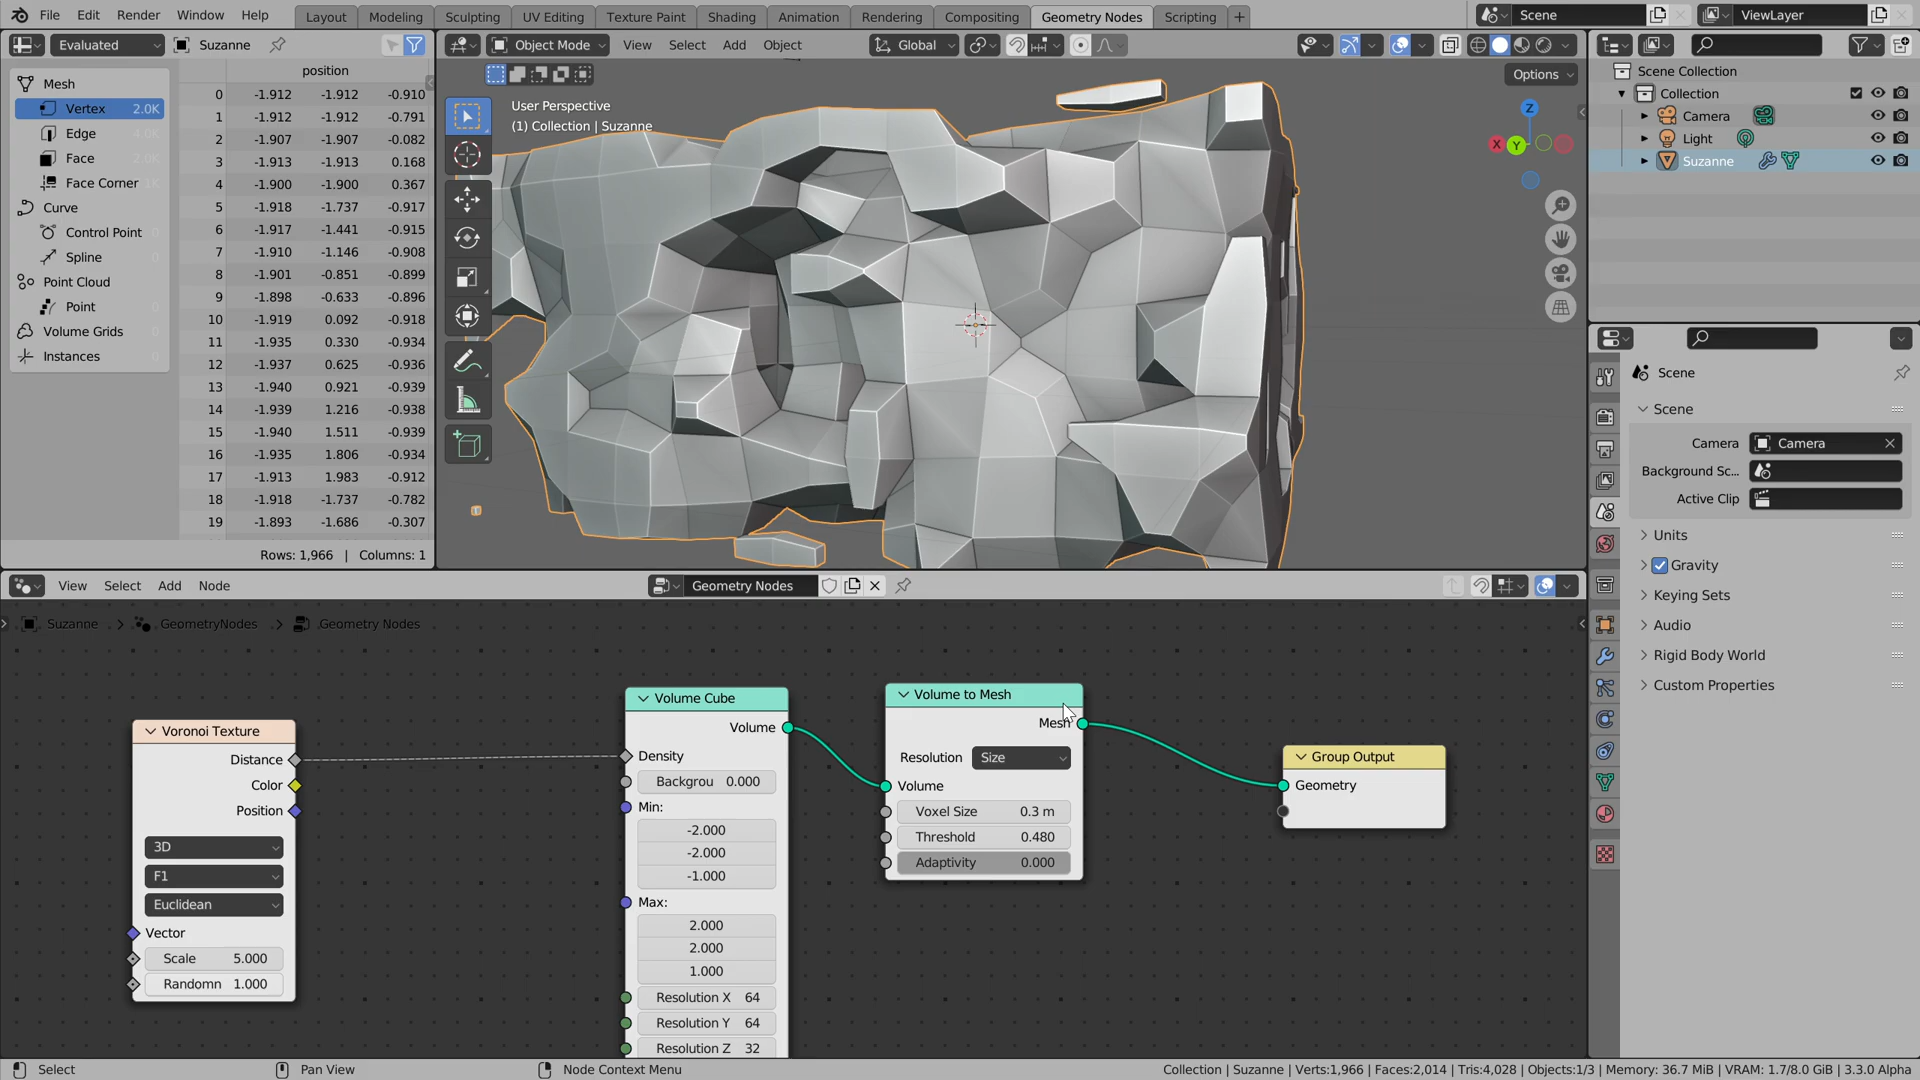 File Edit Render Window Help Layout Modeling Sculpting UV Editing Texture Paint Shading Animation Rendering Compositing Geometry Nodes Scripting + Scene ViewLayer
Evaluated Suzanne Object Mode View Select Add Object Global
position
Mesh
Vertex 2.0K
Edge
Face 2.0K
Face Corner
Curve
Control Point 0
Spline 0
Point Cloud
Point 0
Volume Grids 0
Instances 0
0 -1.912 -1.912 -0.910
1 -1.912 -1.912 -0.791
2 -1.907 -1.907 -0.082
3 -1.913 -1.913 0.168
4 -1.900 -1.900 0.367
5 -1.918 -1.737 -0.917
6 -1.917 -1.441 -0.915
7 -1.910 -1.146 -0.908
8 -1.901 -0.851 -0.899
9 -1.898 -0.633 -0.896
10 -1.919 0.092 -0.918
11 -1.935 0.330 -0.934
12 -1.937 0.625 -0.936
13 -1.940 0.921 -0.939
14 -1.939 1.216 -0.938
15 -1.940 1.511 -0.939
16 -1.935 1.806 -0.934
17 -1.913 1.983 -0.912
18 -1.918 -1.737 -0.782
19 -1.893 -1.686 -0.307
Rows: 1,966 | Columns: 1
Options
User Perspective
(1) Collection | Suzanne
Z
X Y
Scene Collection
Collection
Camera
Light
Suzanne
Scene
Scene
Camera Camera
Background Sc...
Active Clip
Units
Gravity
Keying Sets
Audio
Rigid Body World
Custom Properties
View Select Add Node Geometry Nodes
Suzanne > GeometryNodes > Geometry Nodes
Voronoi Texture
Distance
Color
Position
3D
F1
Euclidean
Vector
Scale 5.000
Randomn 1.000
Volume Cube
Volume
Density
Backgrou 0.000
Min:
-2.000
-2.000
-1.000
Max:
2.000
2.000
1.000
Resolution X 64
Resolution Y 64
Resolution Z 32
Volume to Mesh
Mesh
Resolution Size
Volume
Voxel Size 0.3 m
Threshold 0.480
Adaptivity 0.000
Group Output
Geometry
Select Pan View Node Context Menu Collection | Suzanne | Verts:1,966 | Faces:2,014 | Tris:4,028 | Objects:1/3 | Memory: 36.7 MiB | VRAM: 1.7/8.0 GiB | 3.3.0 Alpha